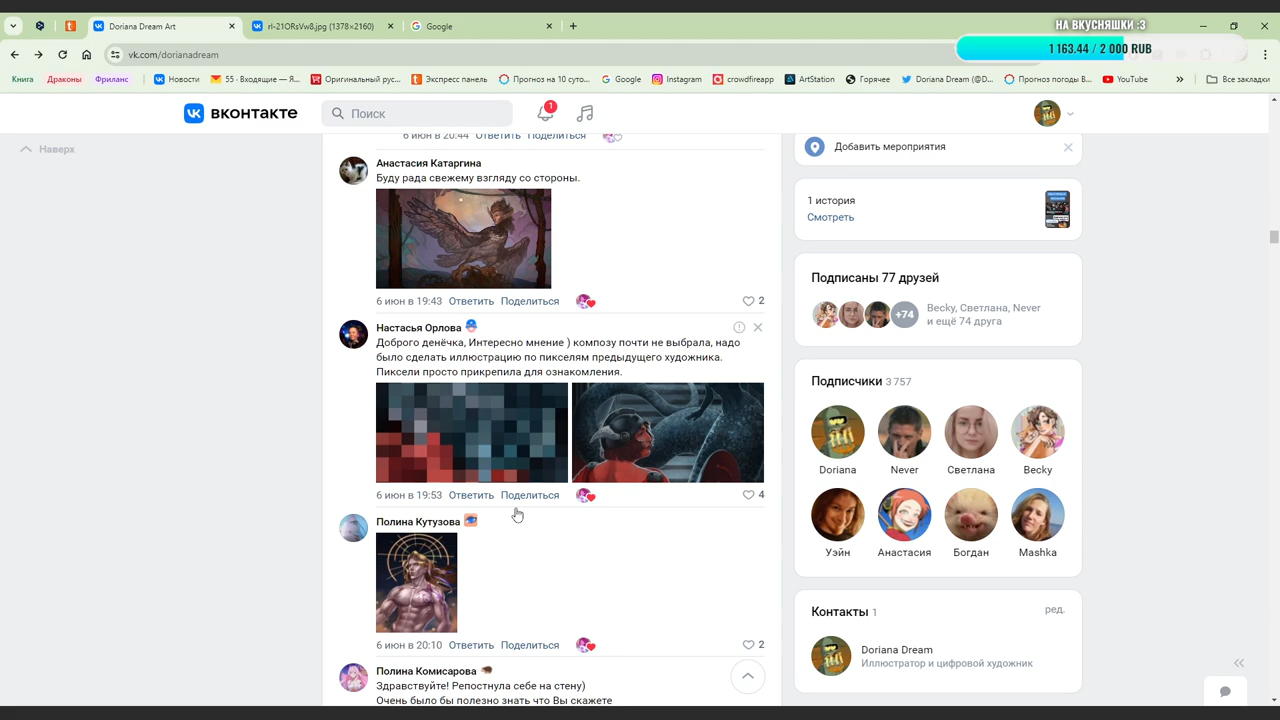 Doriana Dream Art
rl-21ORsVw8.jpg (1378×2160)
Google
НА ВКУСНЯШКИ :3
1 163.44 / 2 000 RUB
vk.com/dorianadream
Книга
Драконы
Фриланс
Новости
55 · Входящие — Я...
Оригинальный рус...
Экспресс панель
Прогноз на 10 суто...
Google
Instagram
crowdfireapp
ArtStation
Горячее
Doriana Dream (@D...
Прогноз погоды В...
YouTube
Все закладки
вконтакте
Поиск
1
Наверх
6 июн в 20:44 Ответить Поделиться
Анастасия Катаргина
Буду рада свежему взгляду со стороны.
6 июн в 19:43 Ответить Поделиться
2
Настасья Орлова
Доброго денёчка, Интересно мнение ) композу почти не выбрала, надо
было сделать иллюстрацию по пикселям предыдущего художника.
Пиксели просто прикрепила для ознакомления.
6 июн в 19:53 Ответить Поделиться
4
Полина Кутузова
6 июн в 20:10 Ответить Поделиться
2
Полина Комисарова
Здравствуйте! Репостнула себе на стену)
Очень было бы полезно знать что Вы скажете
Добавить мероприятия
1 история
Смотреть
Подписаны 77 друзей
+74
Becky, Светлана, Never
и ещё 74 друга
Подписчики 3 757
Doriana
Never
Светлана
Becky
Уэйн
Анастасия
Богдан
Mashka
Контакты 1
ред.
Doriana Dream
Иллюстратор и цифровой художник